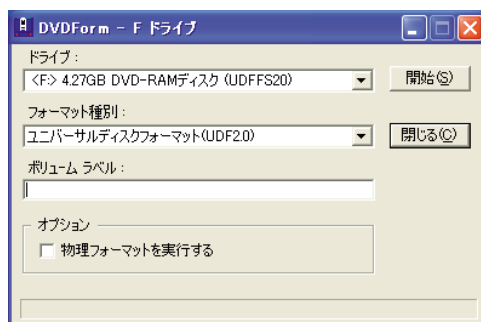 DVDForm - F ドライブ
ドライブ：
<F:> 4.27GB DVD-RAMディスク (UDFFS20)
開始(S)
フォーマット種別：
ユニバーサルディスクフォーマット(UDF2.0)
閉じる(C)
ボリューム ラベル：
オプション
物理フォーマットを実行する